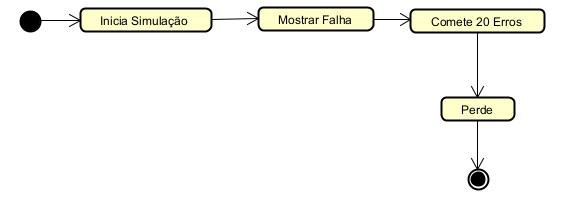 Inicia Simulação
Mostrar Falha
Comete 20 Erros
Perde